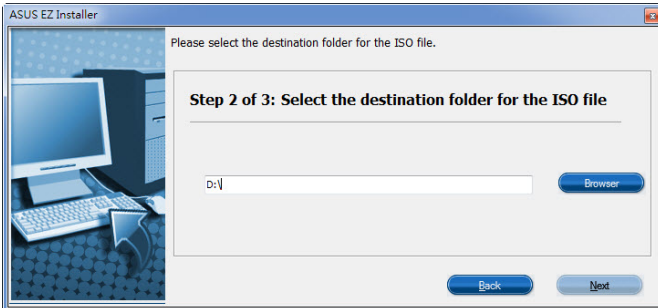 ASUS EZ Installer
Please select the destination folder for the ISO file.
Step 2 of 3: Select the destination folder for the ISO file
D:\
Browser
Back
Next